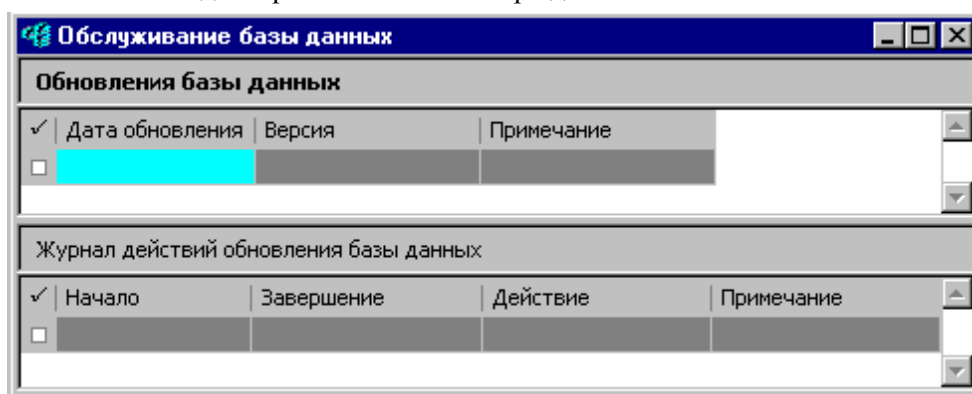 Обслуживание базы данных
Обновления базы данных
Дата обновления Версия Примечание
Журнал действий обновления базы данных
Начало Завершение Действие Примечание